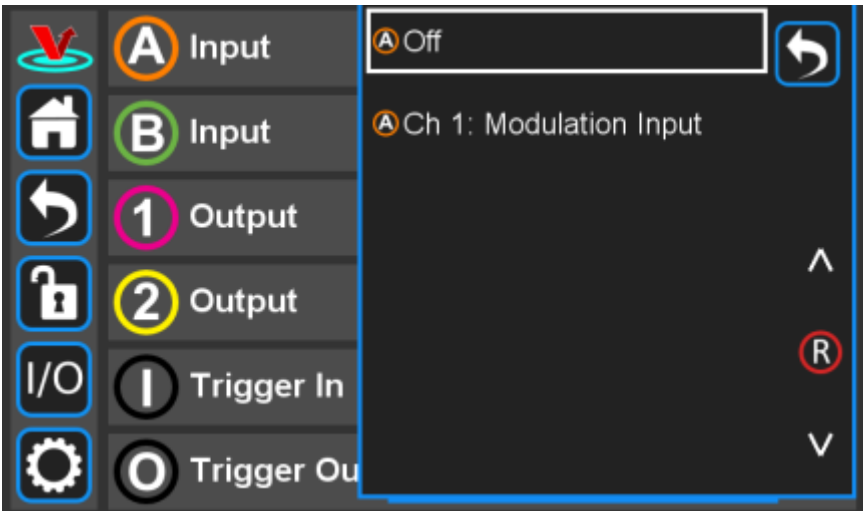 A Input
B Input
1 Output
2 Output
I/O
I Trigger In
O Trigger Ou
A Off
A Ch 1: Modulation Input
R